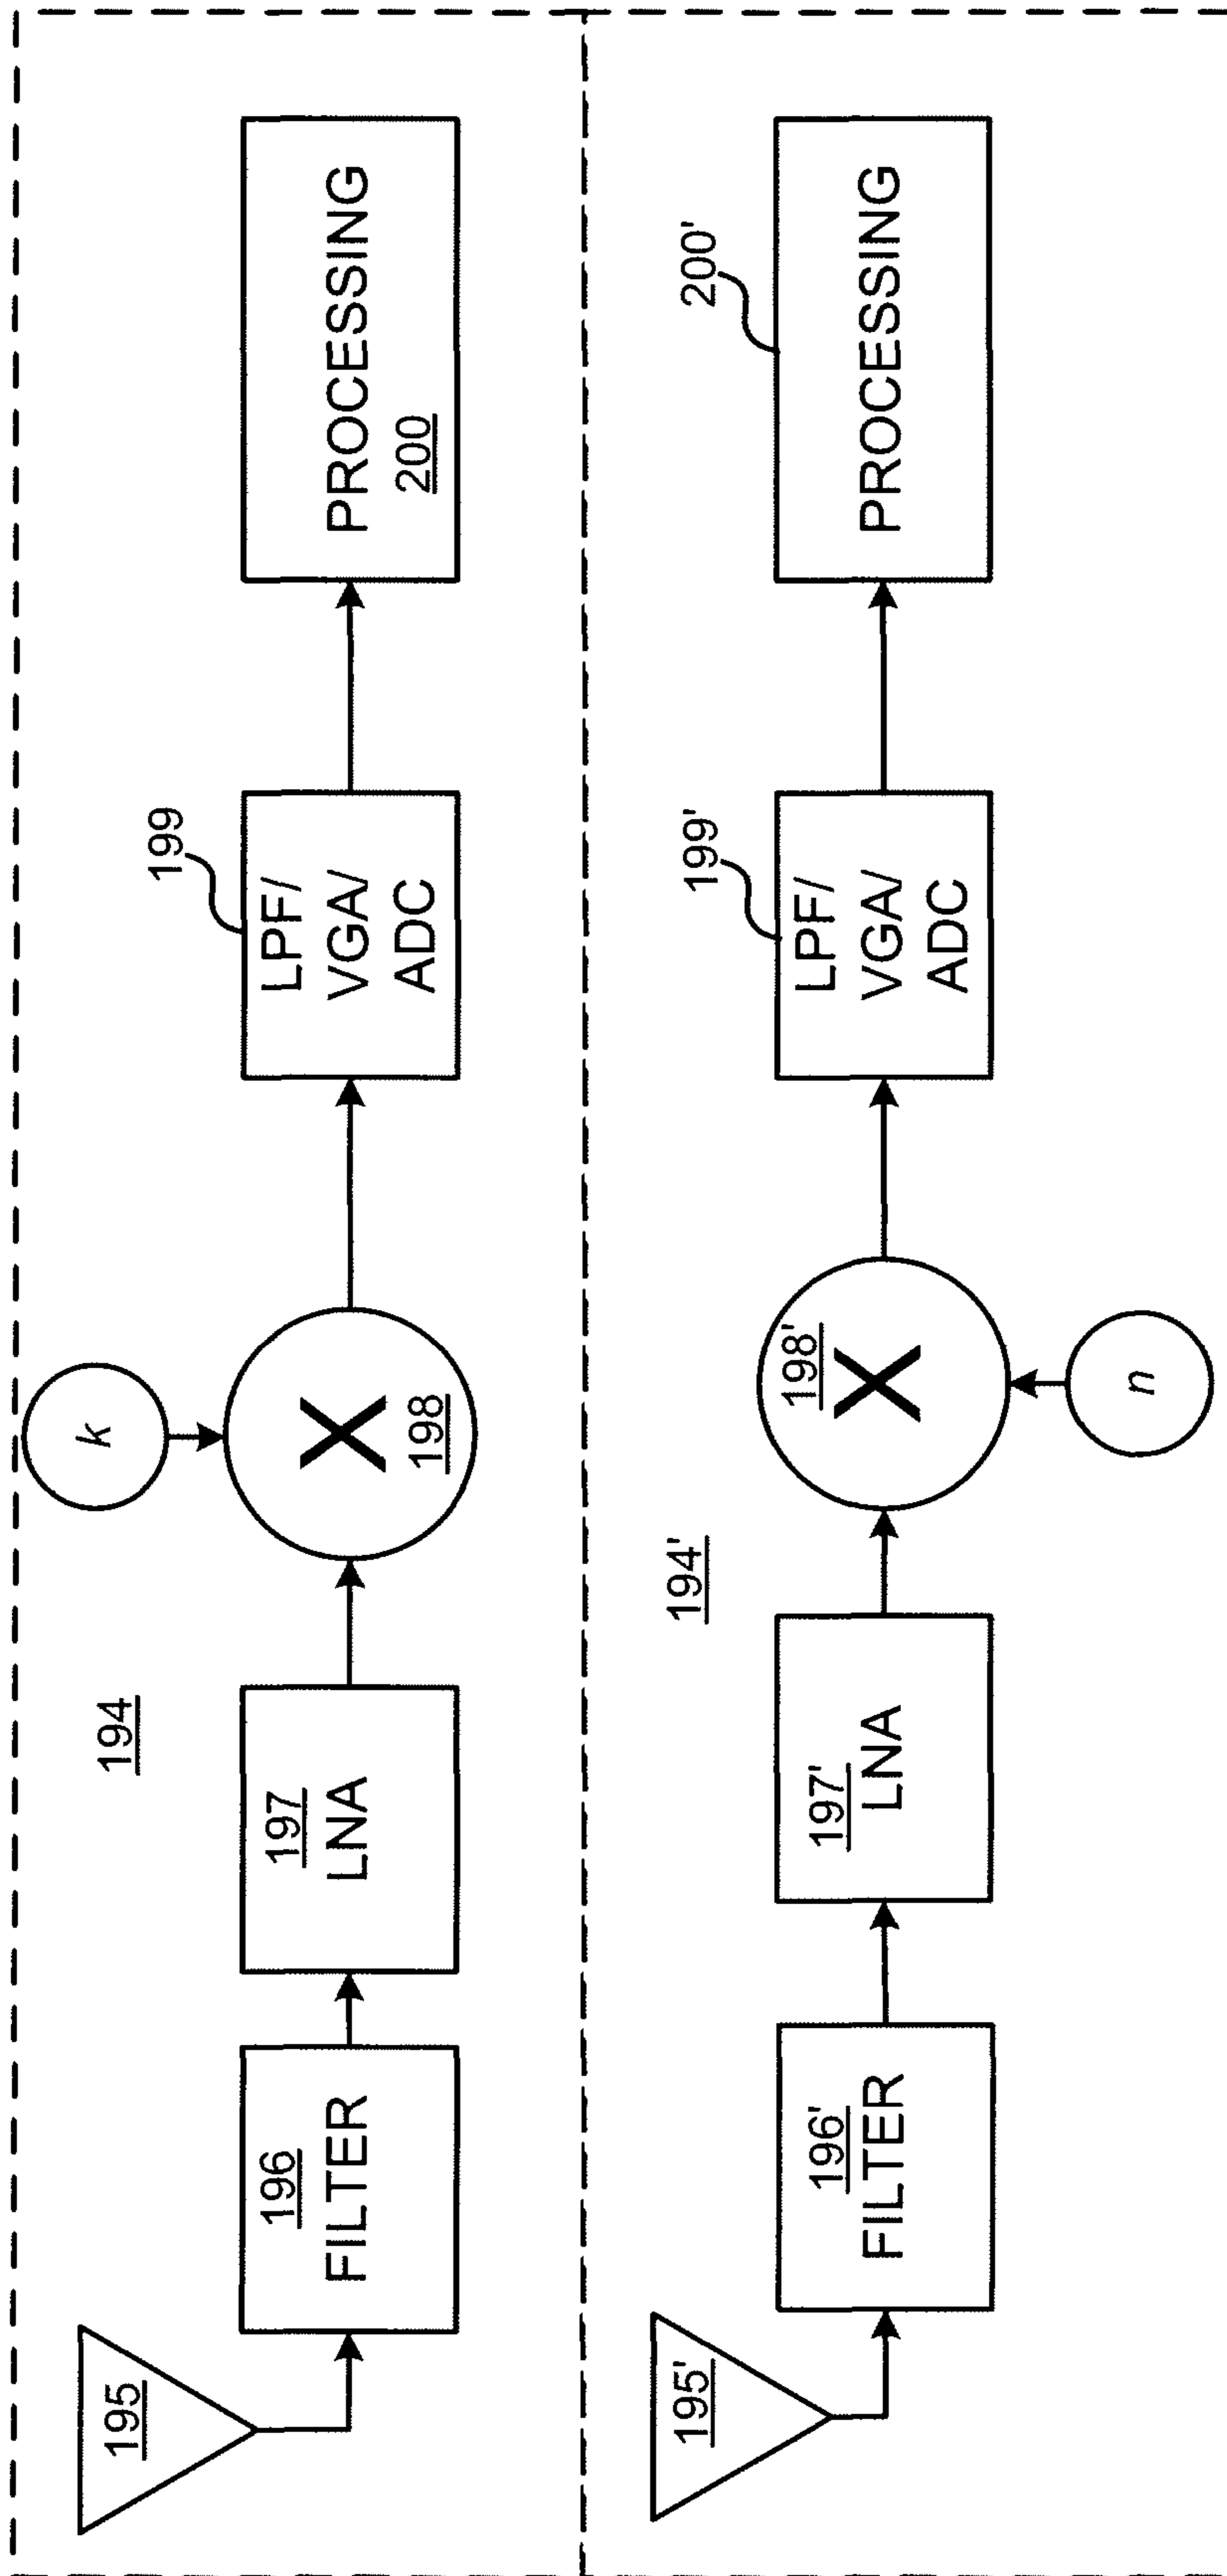 195
196
FILTER
194
197
LNA
k
X
198
199
LPF/
VGA/
ADC
PROCESSING
200
195'
196'
FILTER
197'
LNA
194'
198'
X
n
199'
LPF/
VGA/
ADC
200'
PROCESSING